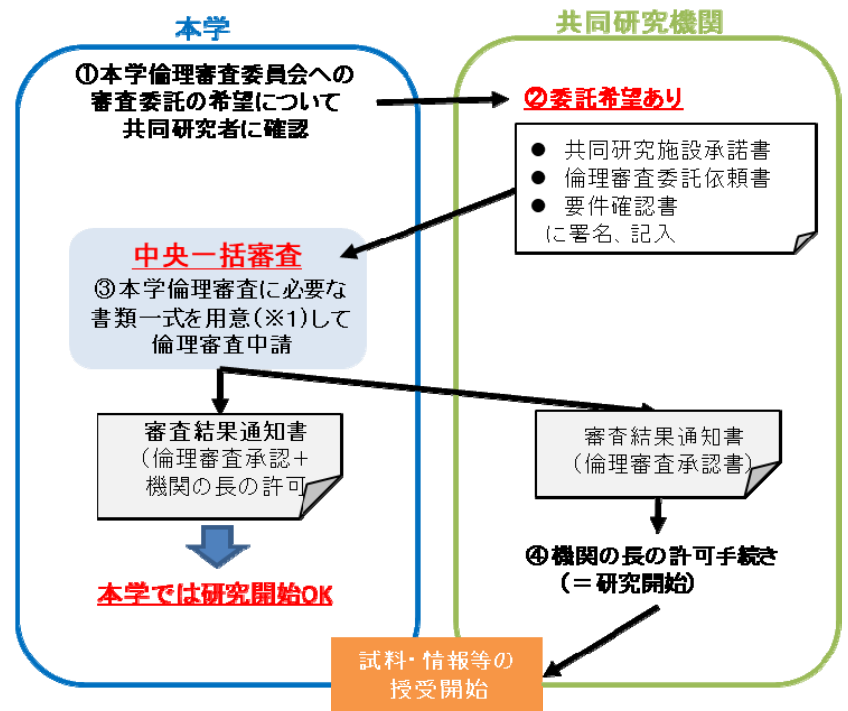 本学
共同研究機関
①本学倫理審査委員会への
審査委託の希望について
共同研究者に確認
②委託希望あり
● 共同研究施設承諾書
● 倫理審査委託依頼書
● 要件確認書
に署名、記入
中央一括審査
③本学倫理審査に必要な
書類一式を用意(※1)して
倫理審査申請
審査結果通知書
(倫理審査承認+
機関の長の許可
本学では研究開始OK
審査結果通知書
(倫理審査承認書)
④機関の長の許可手続き
(=研究開始)
試料・情報等の
授受開始